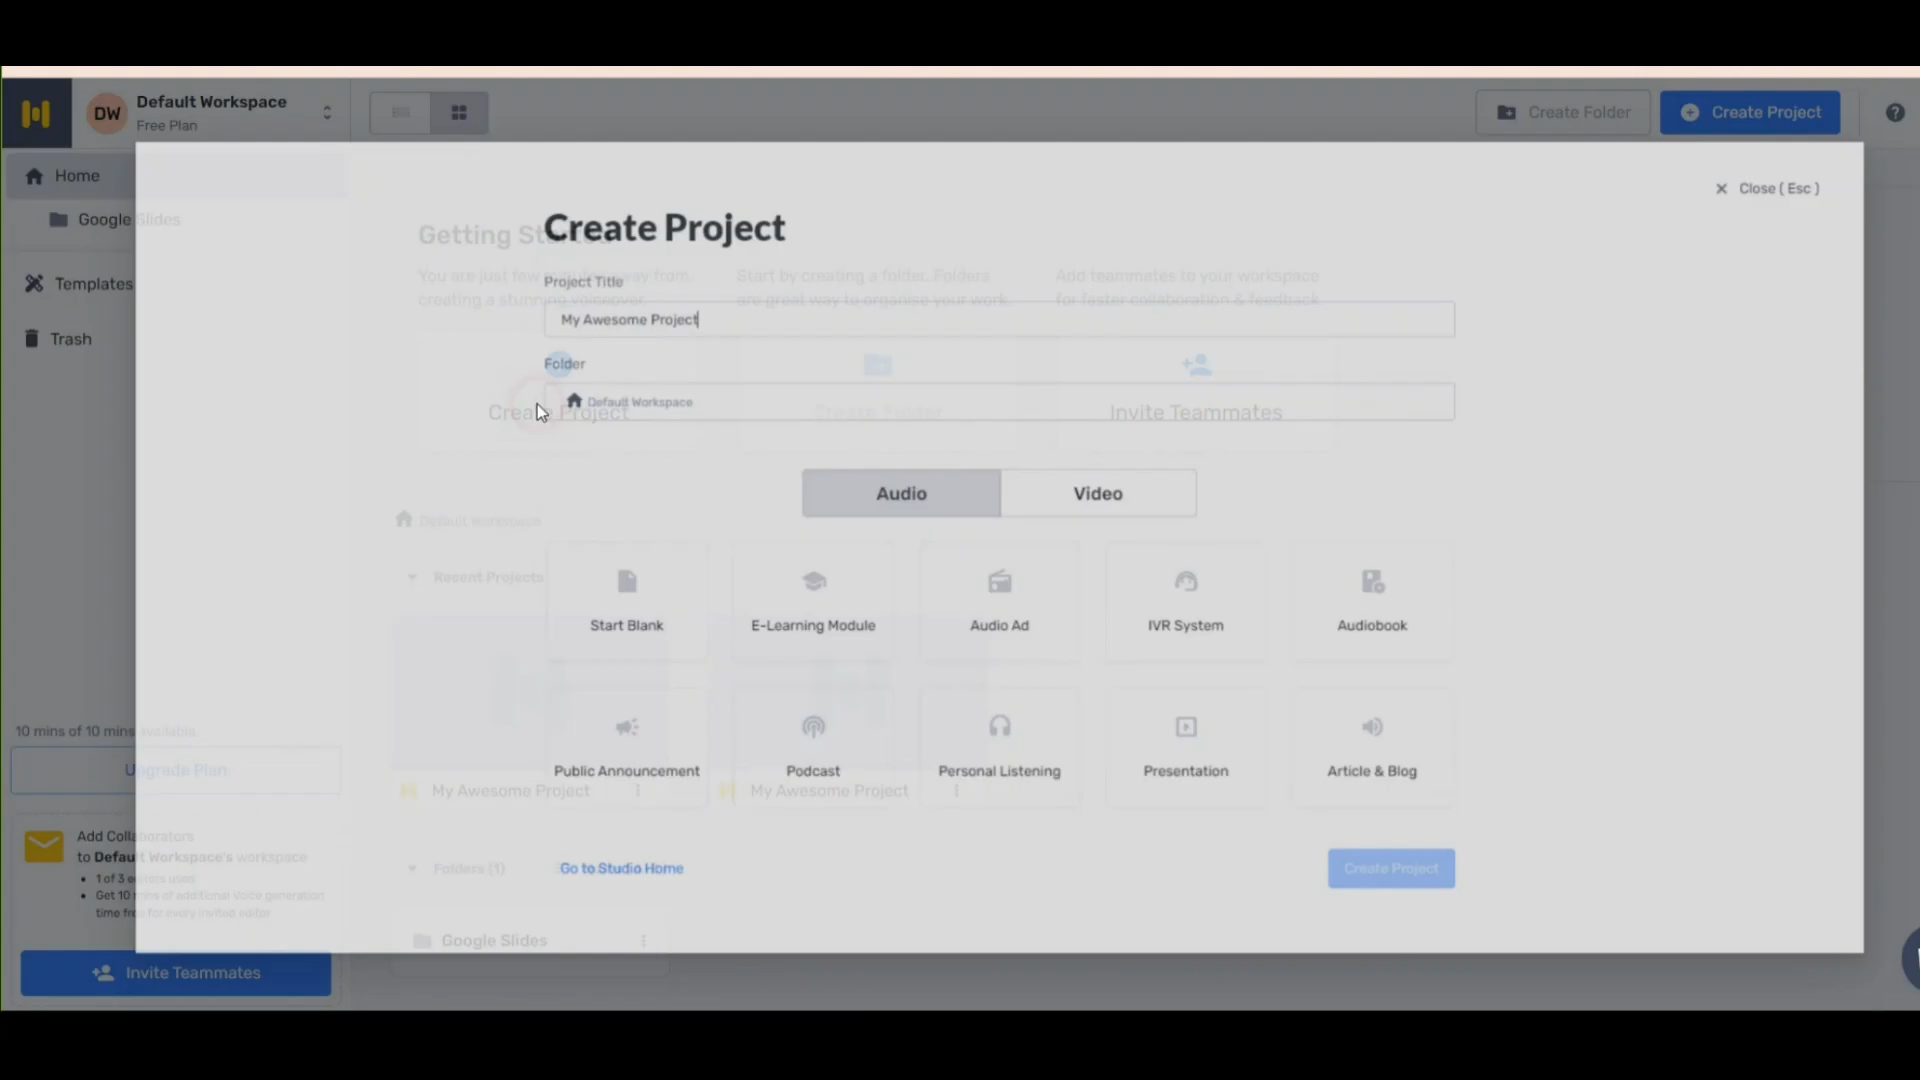 DW
Default Workspace
Free Plan
Create Folder
Create Project
?
Home
Google Slides
Templates
Trash
10 mins of 10 mins available
Upgrade Plan
Add Collaborators
to Default Workspace's workspace
1 of 3 editors used
Get 10 mins of additional voice generation
time free for every invited editor
Invite Teammates
Close ( Esc )
Create Project
Getting Started
You are just few minutes away from
creating a stunning voiceover.
Start by creating a folder. Folders
are great way to organise your work.
Add teammates to your workspace
for faster collaboration & feedback
Project Title
My Awesome Project
Folder
Default Workspace
Create Project
Create Folder
Invite Teammates
Audio
Video
Default Workspace
Recent Projects
Start Blank
E-Learning Module
Audio Ad
IVR System
Audiobook
Public Announcement
Podcast
Personal Listening
Presentation
Article & Blog
My Awesome Project
My Awesome Project
Folders (1)
Go to Studio Home
Create Project
Google Slides